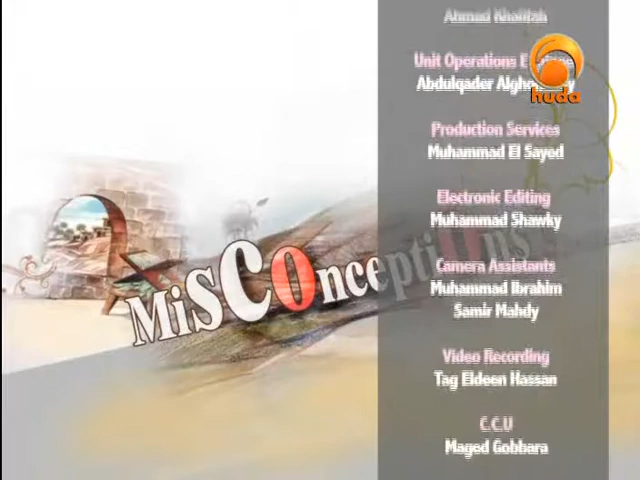 Ahmad Khalifah
Unit Operations
Abdulqader
huda
Production Services
Muhammad El Sayed
Electronic Editing
Muhammad Shawky
MiSCOnceptiOns
Camera Assistants
Muhammad Ibrahim
Samir Mahdy
Video Recording
Tag Eldeen Hassan
C.C.U
Maged Gobbara